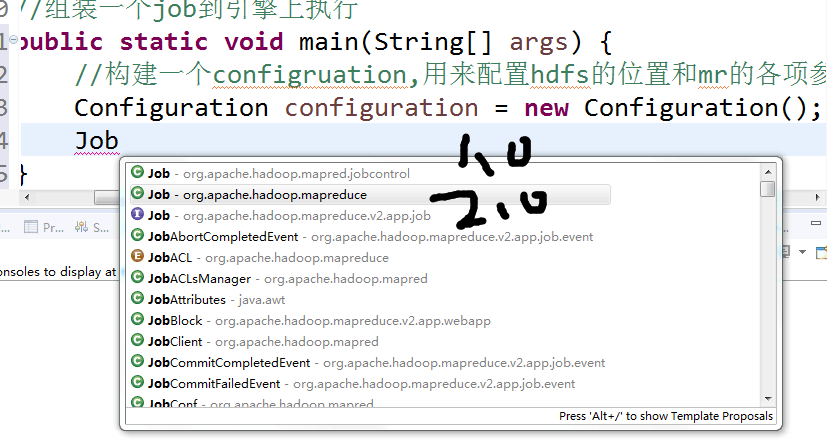 //组装一个job到引擎上执行
public static void main(String[] args) {
//构建一个configruation,用来配置hdfs的位置和mr的各项参
Configuration configuration = new Configuration();
Job
}
1.0
2.0
Job - org.apache.hadoop.mapred.jobcontrol
Job - org.apache.hadoop.mapreduce
Job - org.apache.hadoop.mapreduce.v2.app.job
JobAbortCompletedEvent - org.apache.hadoop.mapreduce.v2.app.job.event
JobACL - org.apache.hadoop.mapreduce
JobACLsManager - org.apache.hadoop.mapred
JobAttributes - java.awt
JobBlock - org.apache.hadoop.mapreduce.v2.app.webapp
JobClient - org.apache.hadoop.mapred
JobCommitCompletedEvent - org.apache.hadoop.mapreduce.v2.app.job.event
JobCommitFailedEvent - org.apache.hadoop.mapreduce.v2.app.job.event
JobConf - org.apache.hadoop.mapred
Press 'Alt+/' to show Template Proposals
... Pr... S...
onsoles to display at